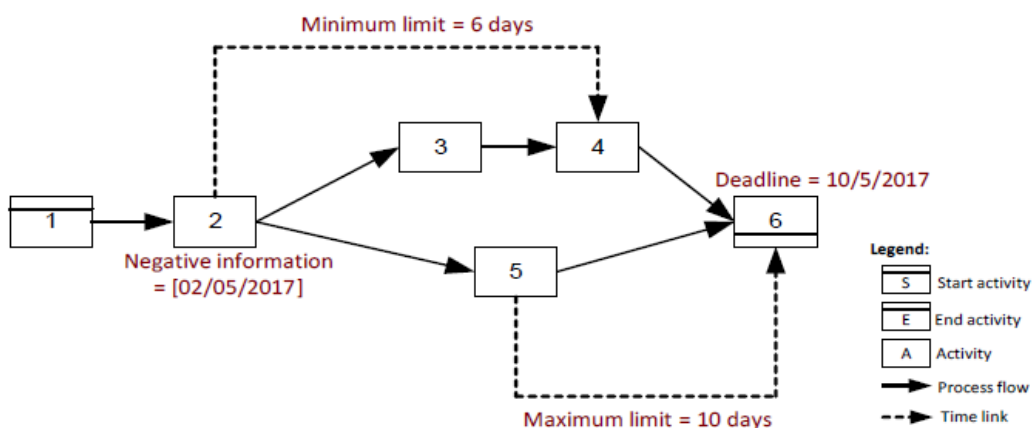 Minimum limit = 6 days
3
4
Deadline = 10/5/2017
1
2
6
Negative information
= [02/05/2017]
5
Legend:
S Start activity
E End activity
A Activity
Process flow
Time link
Maximum limit = 10 days